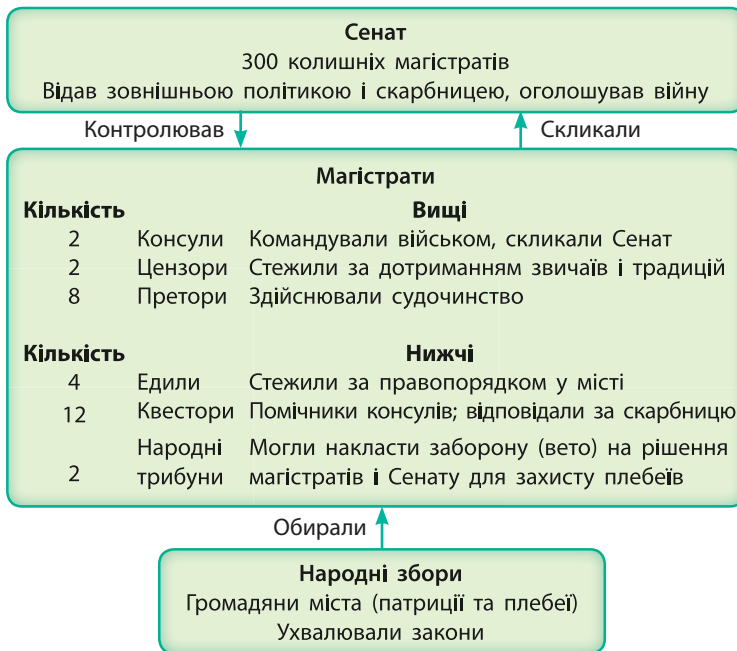 Сенат
300 колишніх магістратів
Відав зовнішньою політикою і скарбницею, оголошував війну
Контролював Скликали
Магістрати
Кількість Вищі
2 Консули Командували військом, скликали Сенат
2 Цензори Стежили за дотриманням звичаїв і традицій
8 Претори Здійснювали судочинство
Кількість Нижчі
4 Едили Стежили за правопорядком у місті
12 Квестори Помічники консулів; відповідали за скарбницю
Народні Могли накласти заборону (вето) на рішення
2 трибуни магістратів і Сенату для захисту плебеїв
Обирали
Народні збори
Громадяни міста (патриції та плебеї)
Ухвалювали закони